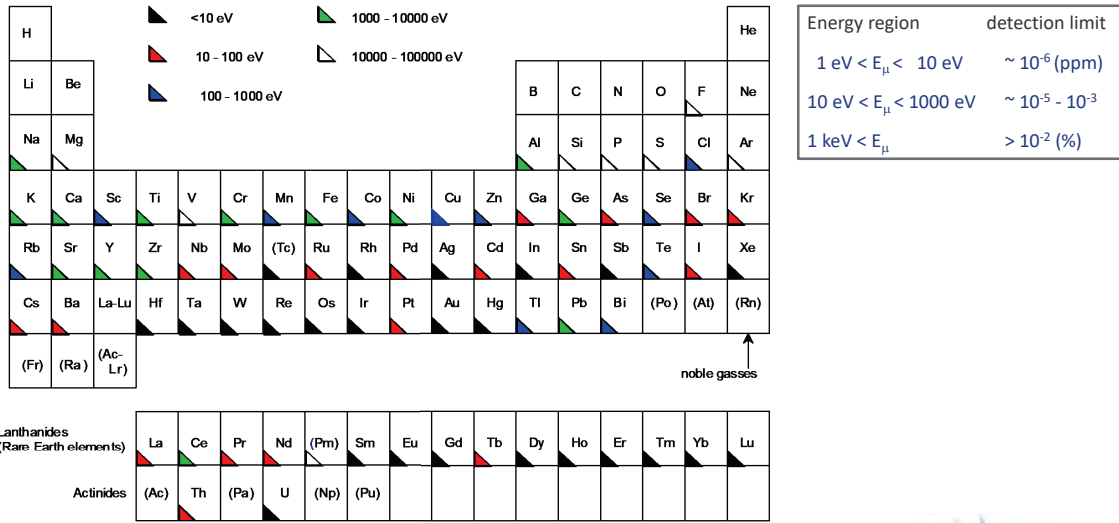 <10 eV
10 - 100 eV
100 - 1000 eV
1000 - 10000 eV
10000 - 100000 eV
H He
Li Be B C N O F Ne
Na Mg Al Si P S Cl Ar
K Ca Sc Ti V Cr Mn Fe Co Ni Cu Zn Ga Ge As Se Br Kr
Rb Sr Y Zr Nb Mo (Tc) Ru Rh Pd Ag Cd In Sn Sb Te I Xe
Cs Ba La-Lu Hf Ta W Re Os Ir Pt Au Hg Tl Pb Bi (Po) (At) (Rn)
(Fr) (Ra) (Ac-
Lr)
noble gasses
Lanthanides
(Rare Earth elements)
La Ce Pr Nd (Pm) Sm Eu Gd Tb Dy Ho Er Tm Yb Lu
Actinides (Ac) Th (Pa) U (Np) (Pu)
Energy region detection limit
1 eV < Eμ < 10 eV ~ 10⁻⁶ (ppm)
10 eV < Eμ < 1000 eV ~ 10⁻⁵ - 10⁻³
1 keV < Eμ > 10⁻² (%)